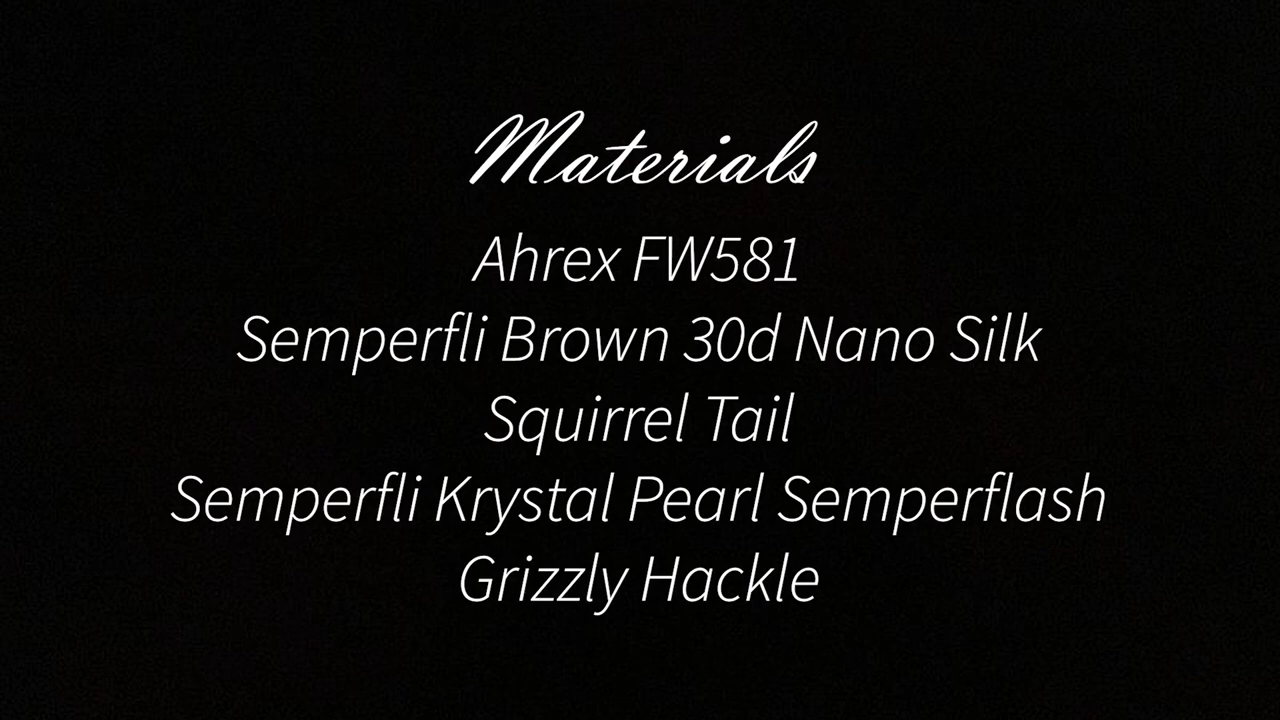 Materials
Ahrex FW581
Semperfli Brown 30d Nano Silk
Squirrel Tail
Semperfli Krystal Pearl Semperflash
Grizzly Hackle